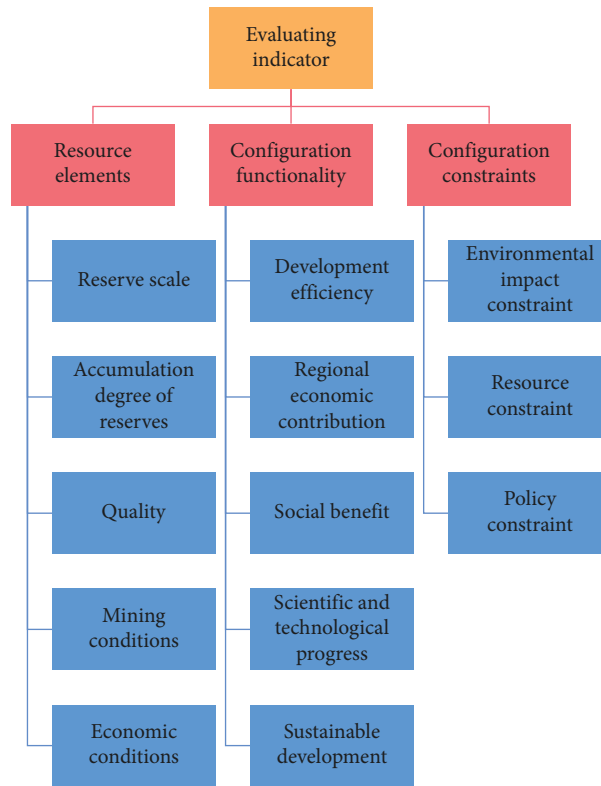 Evaluating
indicator
Resource
elements
Configuration
functionality
Configuration
constraints
Reserve scale
Accumulation
degree of
reserves
Quality
Mining
conditions
Economic
conditions
Development
efficiency
Regional
economic
contribution
Social benefit
Scientific and
technological
progress
Sustainable
development
Environmental
impact
constraint
Resource
constraint
Policy
constraint